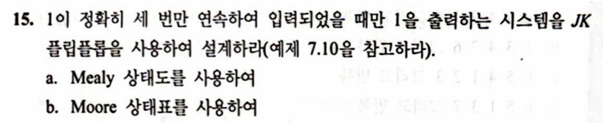 15. 1이 정확히 세 번만 연속하여 입력되었을 때만 1을 출력하는 시스템을 JK
플립플롭을 사용하여 설계하라(예제 7.10을 참고하라).
a. Mealy 상태도를 사용하여
b. Moore 상태표를 사용하여